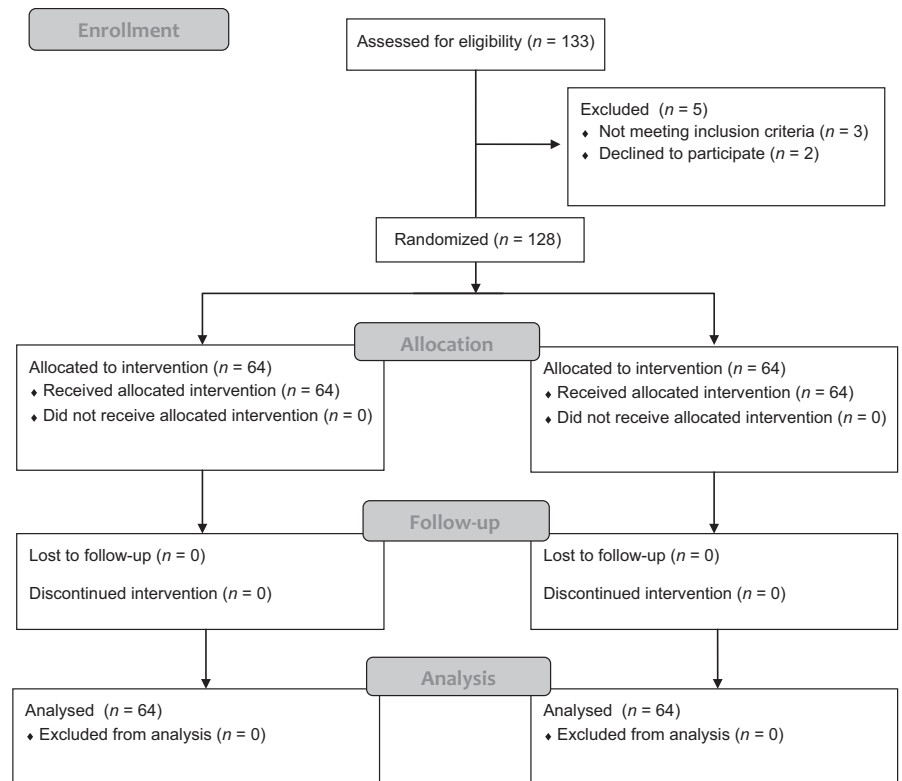 Enrollment
Assessed for eligibility (n = 133)
Excluded (n = 5)
♦ Not meeting inclusion criteria (n = 3)
♦ Declined to participate (n = 2)
Randomized (n = 128)
Allocation
Allocated to intervention (n = 64)
♦ Received allocated intervention (n = 64)
♦ Did not receive allocated intervention (n = 0)
Allocated to intervention (n = 64)
♦ Received allocated intervention (n = 64)
♦ Did not receive allocated intervention (n = 0)
Follow-up
Lost to follow-up (n = 0)
Discontinued intervention (n = 0)
Lost to follow-up (n = 0)
Discontinued intervention (n = 0)
Analysis
Analysed (n = 64)
♦ Excluded from analysis (n = 0)
Analysed (n = 64)
♦ Excluded from analysis (n = 0)